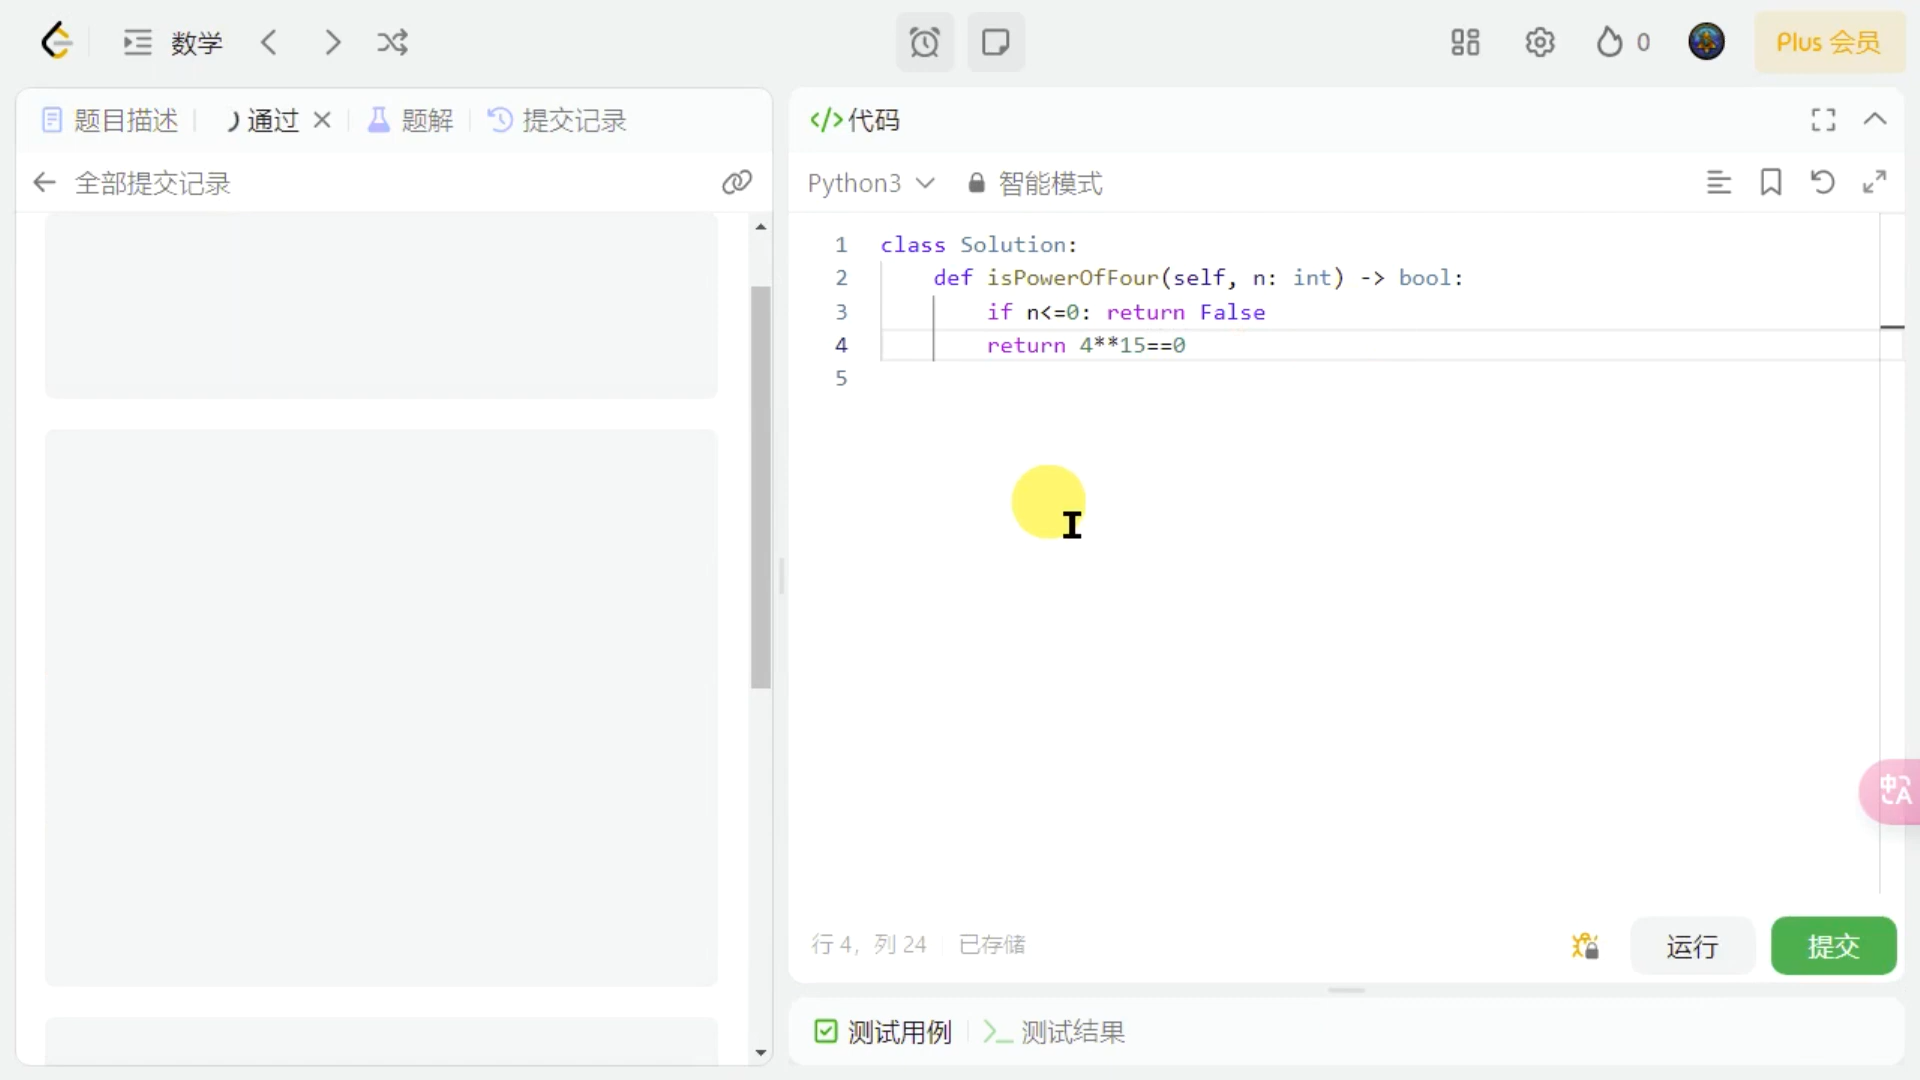 数学
0
Plus 会员
题目描述
通过
题解
提交记录
全部提交记录
</>代码
Python3
智能模式
1 class Solution:
2 def isPowerOfFour(self, n: int) -> bool:
3 if n<=0: return False
4 return 4**15==0
5
行 4, 列 24
已存储
运行
提交
测试用例
测试结果
中A